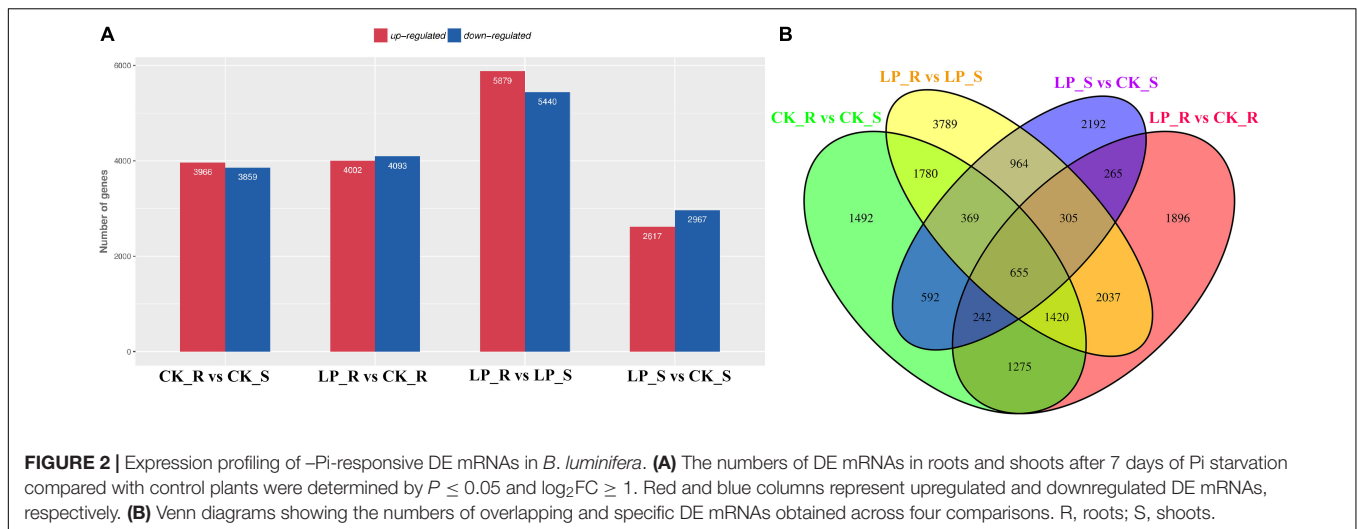 A
up-regulated down-regulated
Number of genes
6000
4000
2000
0
3966
3859
4002
4093
5879
5440
2617
2967
CK_R vs CK_S
LP_R vs CK_R
LP_R vs LP_S
LP_S vs CK_S
B
LP_R vs LP_S
LP_S vs CK_S
CK_R vs CK_S
LP_R vs CK_R
3789
2192
964
1780
265
1492
369
305
1896
655
592
2037
242
1420
1275
FIGURE 2 | Expression profiling of –Pi-responsive DE mRNAs in B. luminifera. (A) The numbers of DE mRNAs in roots and shoots after 7 days of Pi starvation
compared with control plants were determined by P ≤ 0.05 and log₂FC ≥ 1. Red and blue columns represent upregulated and downregulated DE mRNAs,
respectively. (B) Venn diagrams showing the numbers of overlapping and specific DE mRNAs obtained across four comparisons. R, roots; S, shoots.